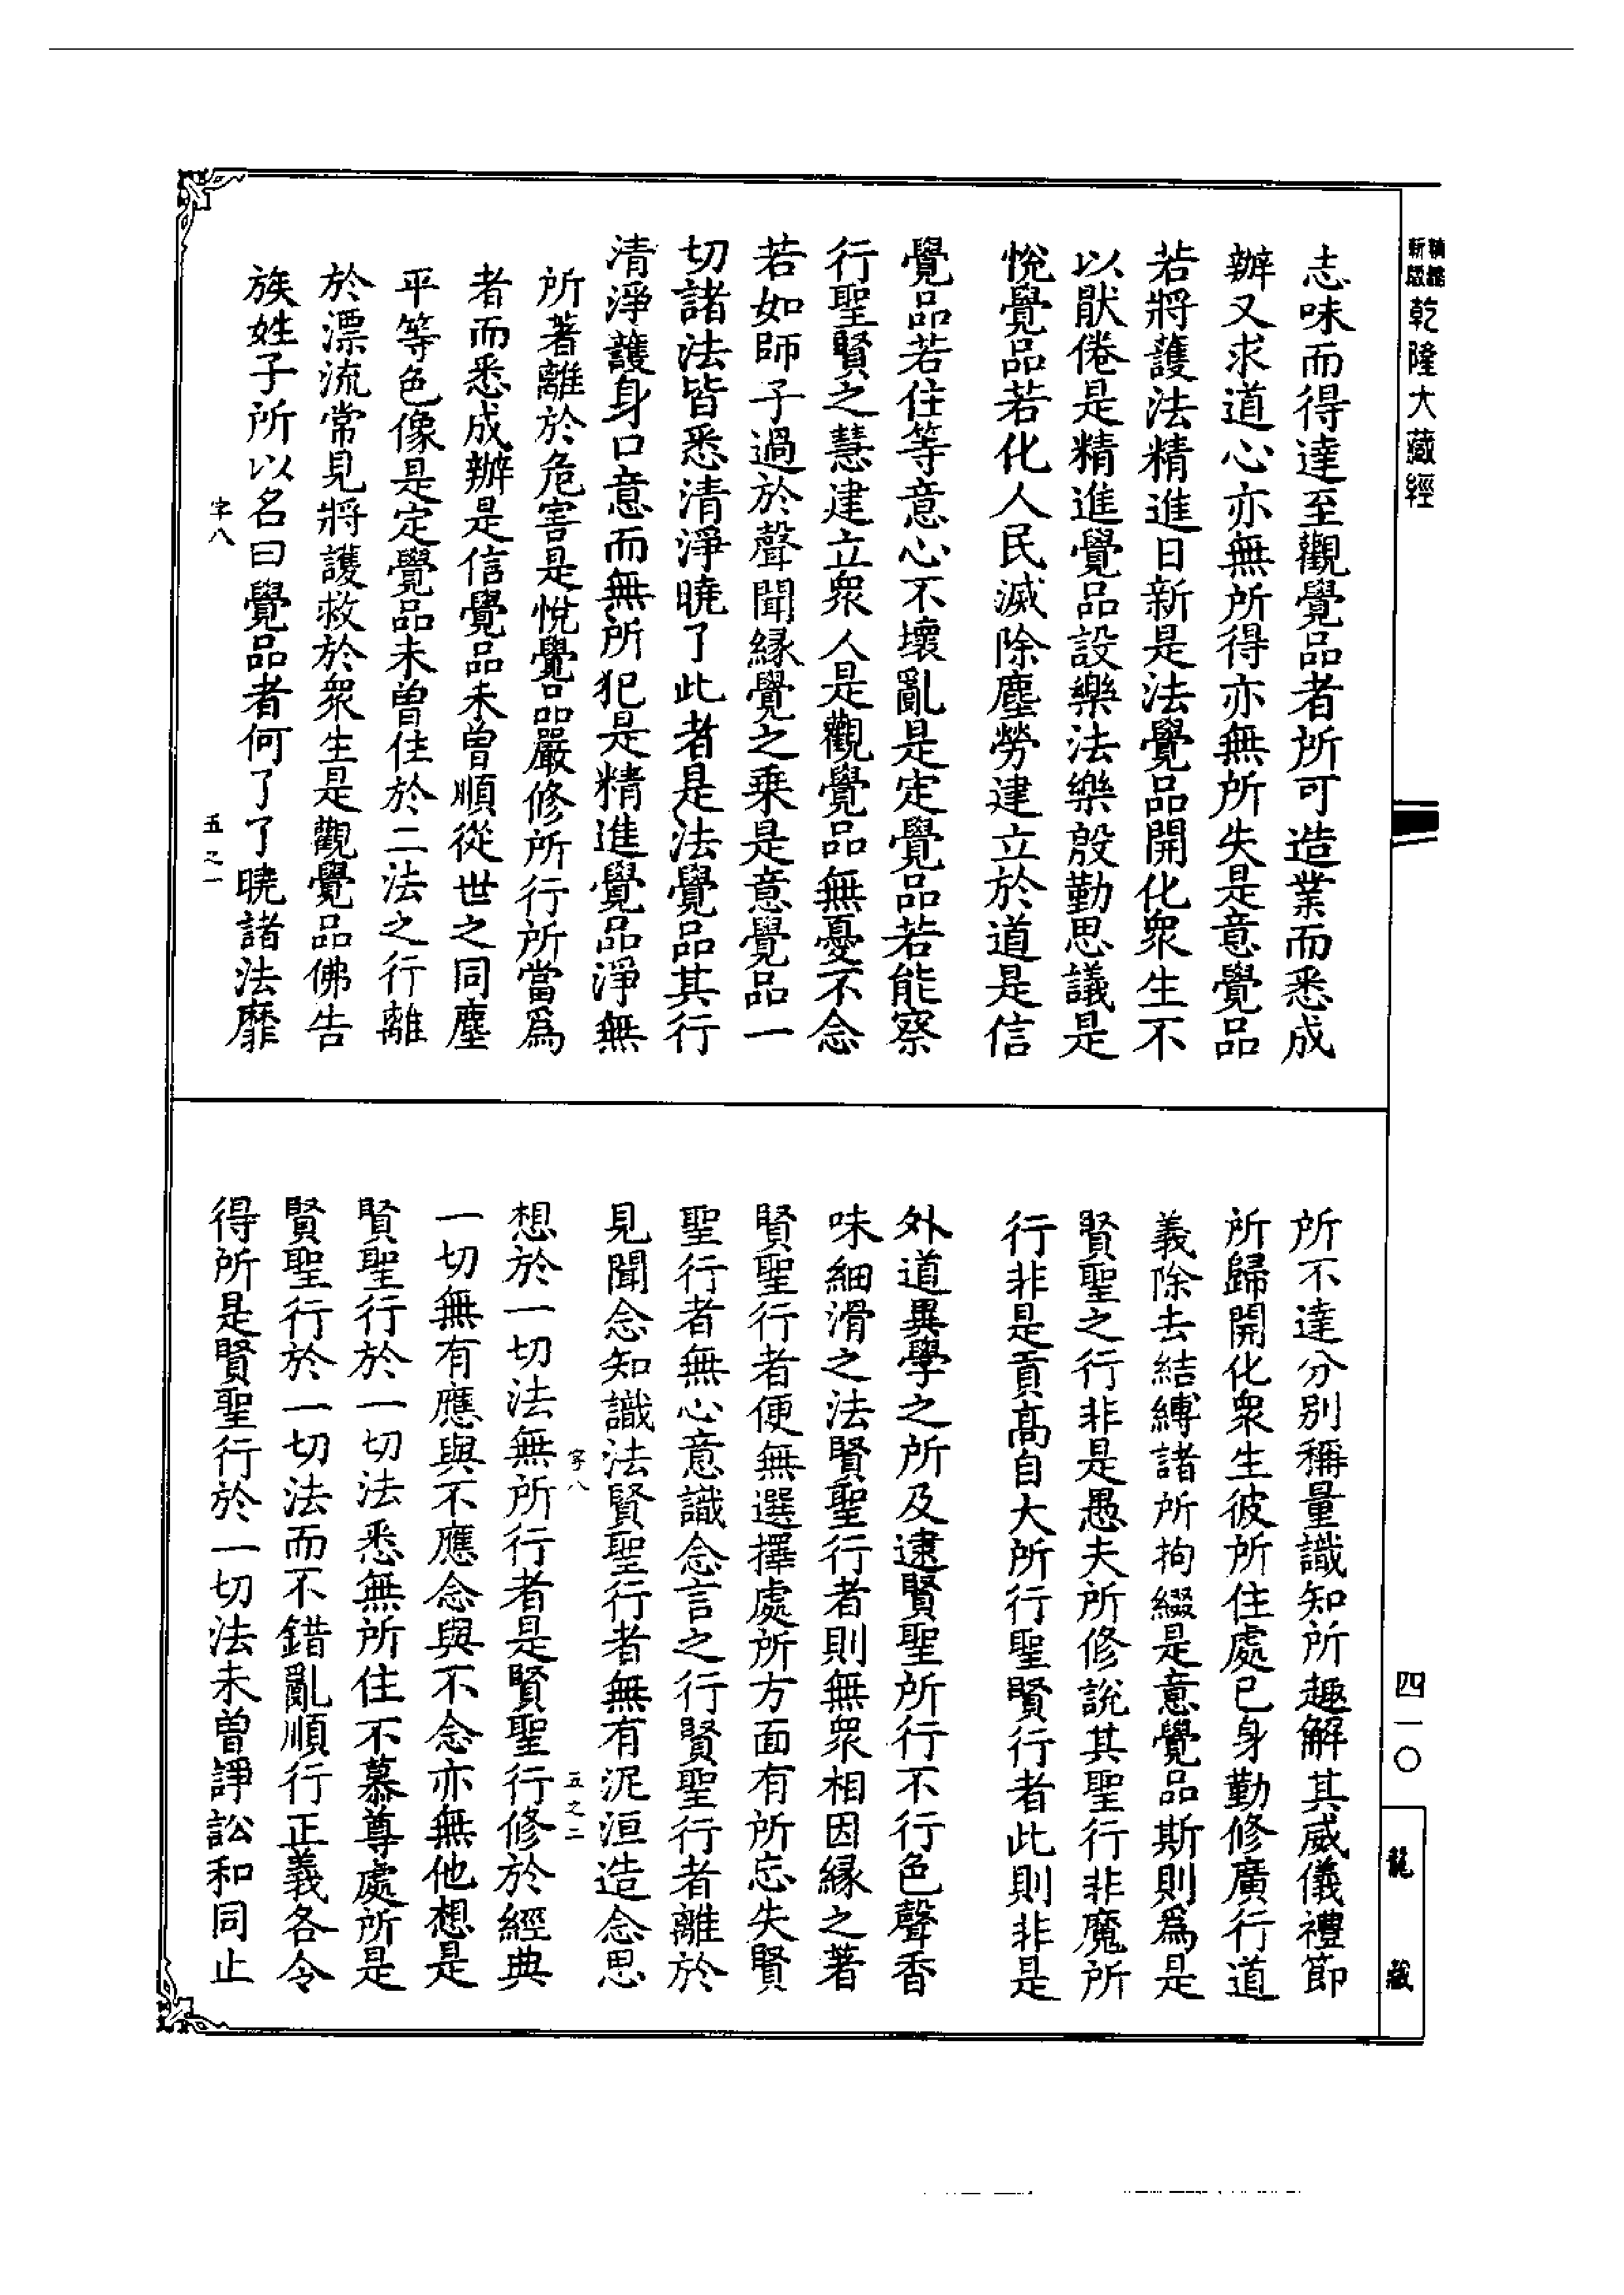 新編
縮版
乾隆大藏經
志味而得達至觀覺品者所可造業而悉成
辦又求道心亦無所得亦無所失是意覺品
若將護法精進日新是法覺品開化衆生不
以猒倦是精進覺品設樂法樂慇勤思議是
悅覺品若化人民滅除塵勞建立於道是信
覺品若住等意心不壞亂是定覺品若能察
行聖賢之慧建立衆人是觀覺品無憂不念
若如師子過於聲聞緣覺之乗是意覺品一
切諸法皆悉清淨曉了此者是法覺品其行
清淨護身口意而無所犯是精進覺品淨無
所著離於危害是悅覺品嚴修所行所當爲
者而悉成辦是信覺品未曾順從世之同塵
平等色像是定覺品未曾住於二法之行離
於漂流常見將護救於衆生是觀覺品佛告
族姓子所以名曰覺品者何了了曉諸法靡
字八
五之一
所不達分別稱量識知所趣解其威儀禮節
所歸開化衆生彼所住處已身勤修廣行道
義除去結縛諸所拘綴是意覺品斯則爲是
賢聖之行非是愚夫所修說其聖行非魔所
行非是貢高自大所行聖賢行者此則非是
外道異學之所及逮賢聖所行不行色聲香
味細滑之法賢聖行者則無衆相因緣之著
賢聖行者便無選擇處所方面有所忘失賢
聖行者無心意識念言之行賢聖行者離於
見聞念知識法賢聖行者無有泥洹造念思
字八
五之二
想於一切法無所行者是賢聖行修於經典
一切無有應與不應念與不念亦無他想是
賢聖行於一切法悉無所住不慕尊處所是
賢聖行於一切法而不錯亂順行正義各令
得所是賢聖行於一切法未曾諍訟和同止
四一〇
龍藏